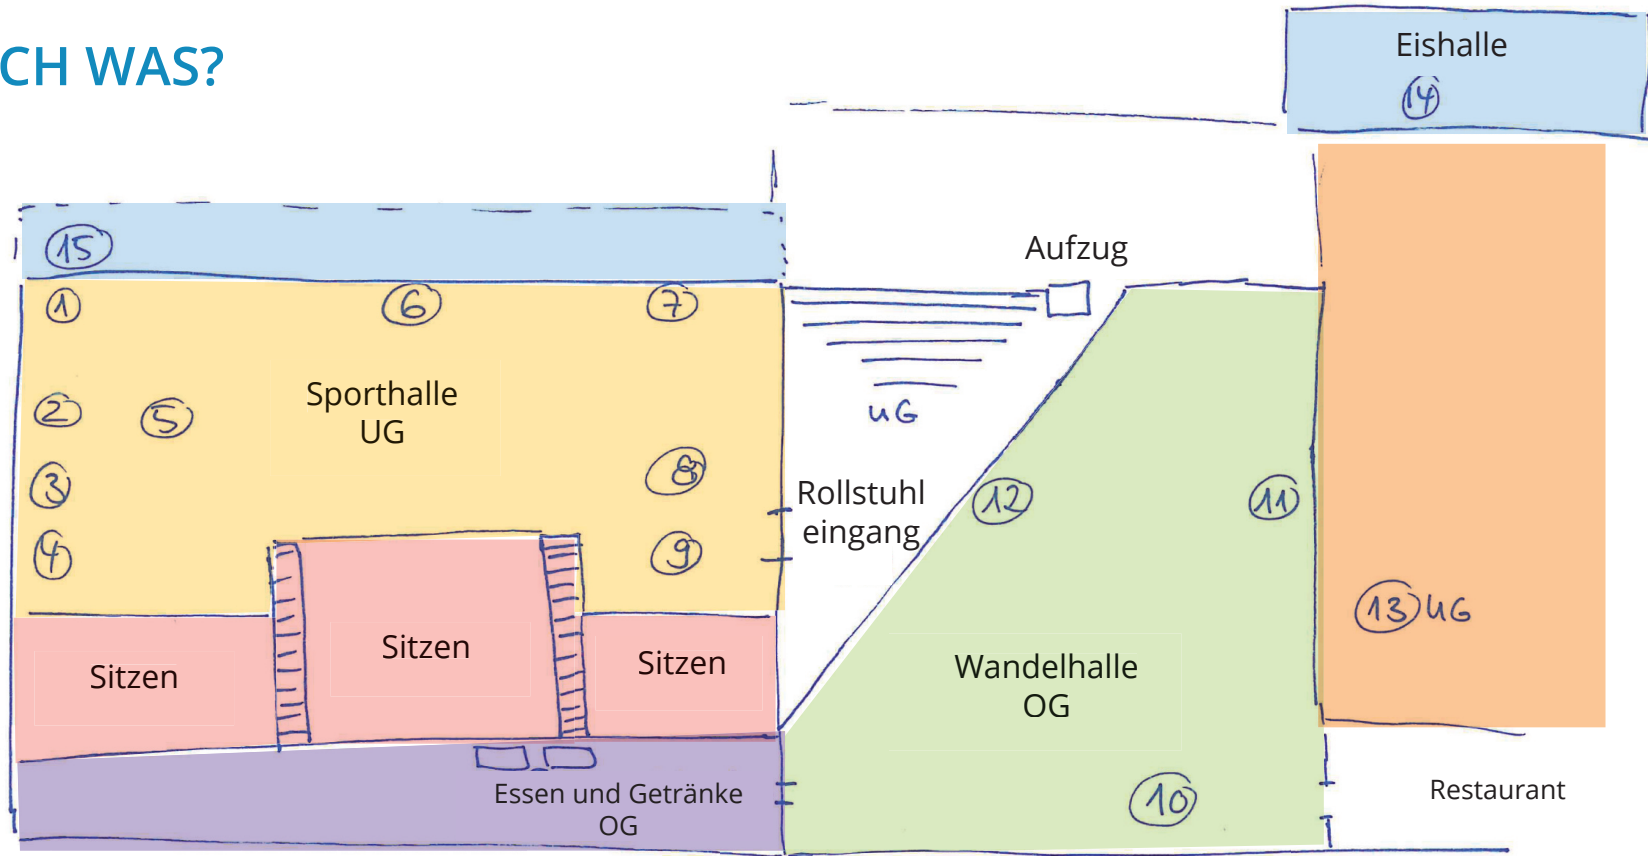 CH WAS?
Eishalle
14
15
Aufzug
1
6
7
Sporthalle
UG
2
5
UG
3
8
Rollstuhl
eingang
12
11
4
9
13 UG
Sitzen
Sitzen
Sitzen
Wandelhalle
OG
Essen und Getränke
OG
10
Restaurant